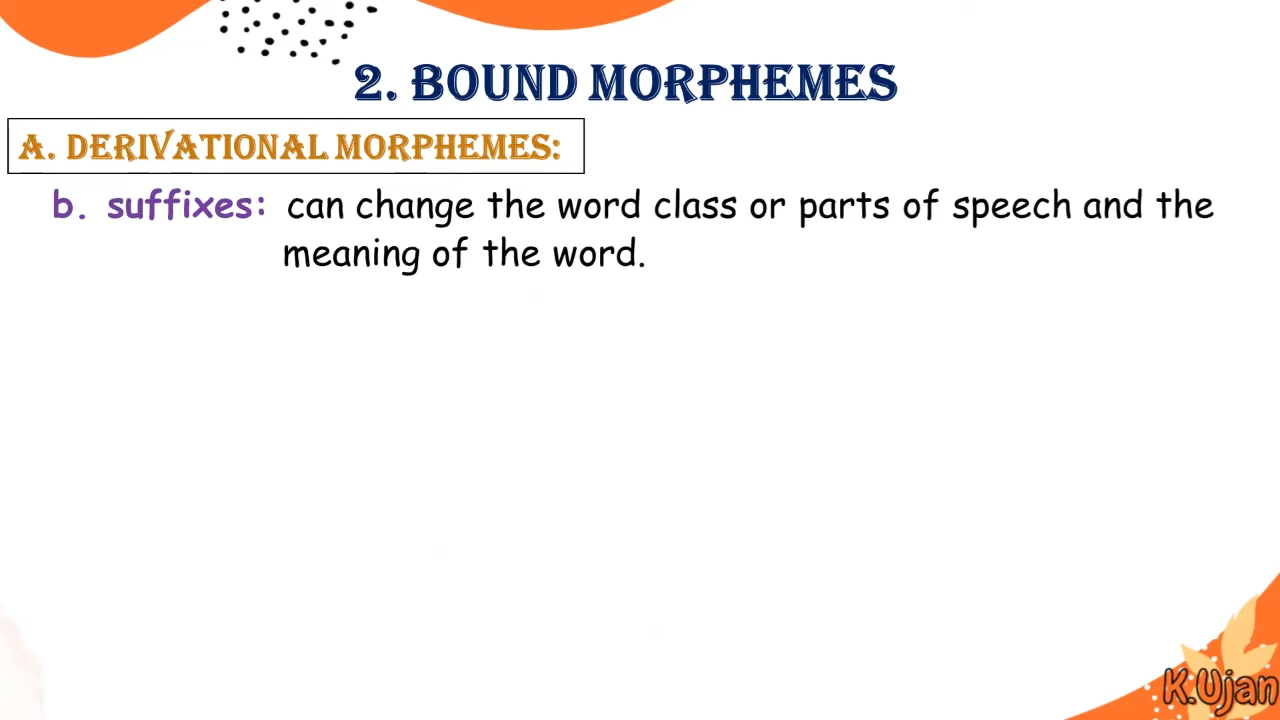 2. BOUND MORPHEMES
A. DERIVATIONAL MORPHEMES:
b. suffixes: can change the word class or parts of speech and the
meaning of the word.
K.Ujan